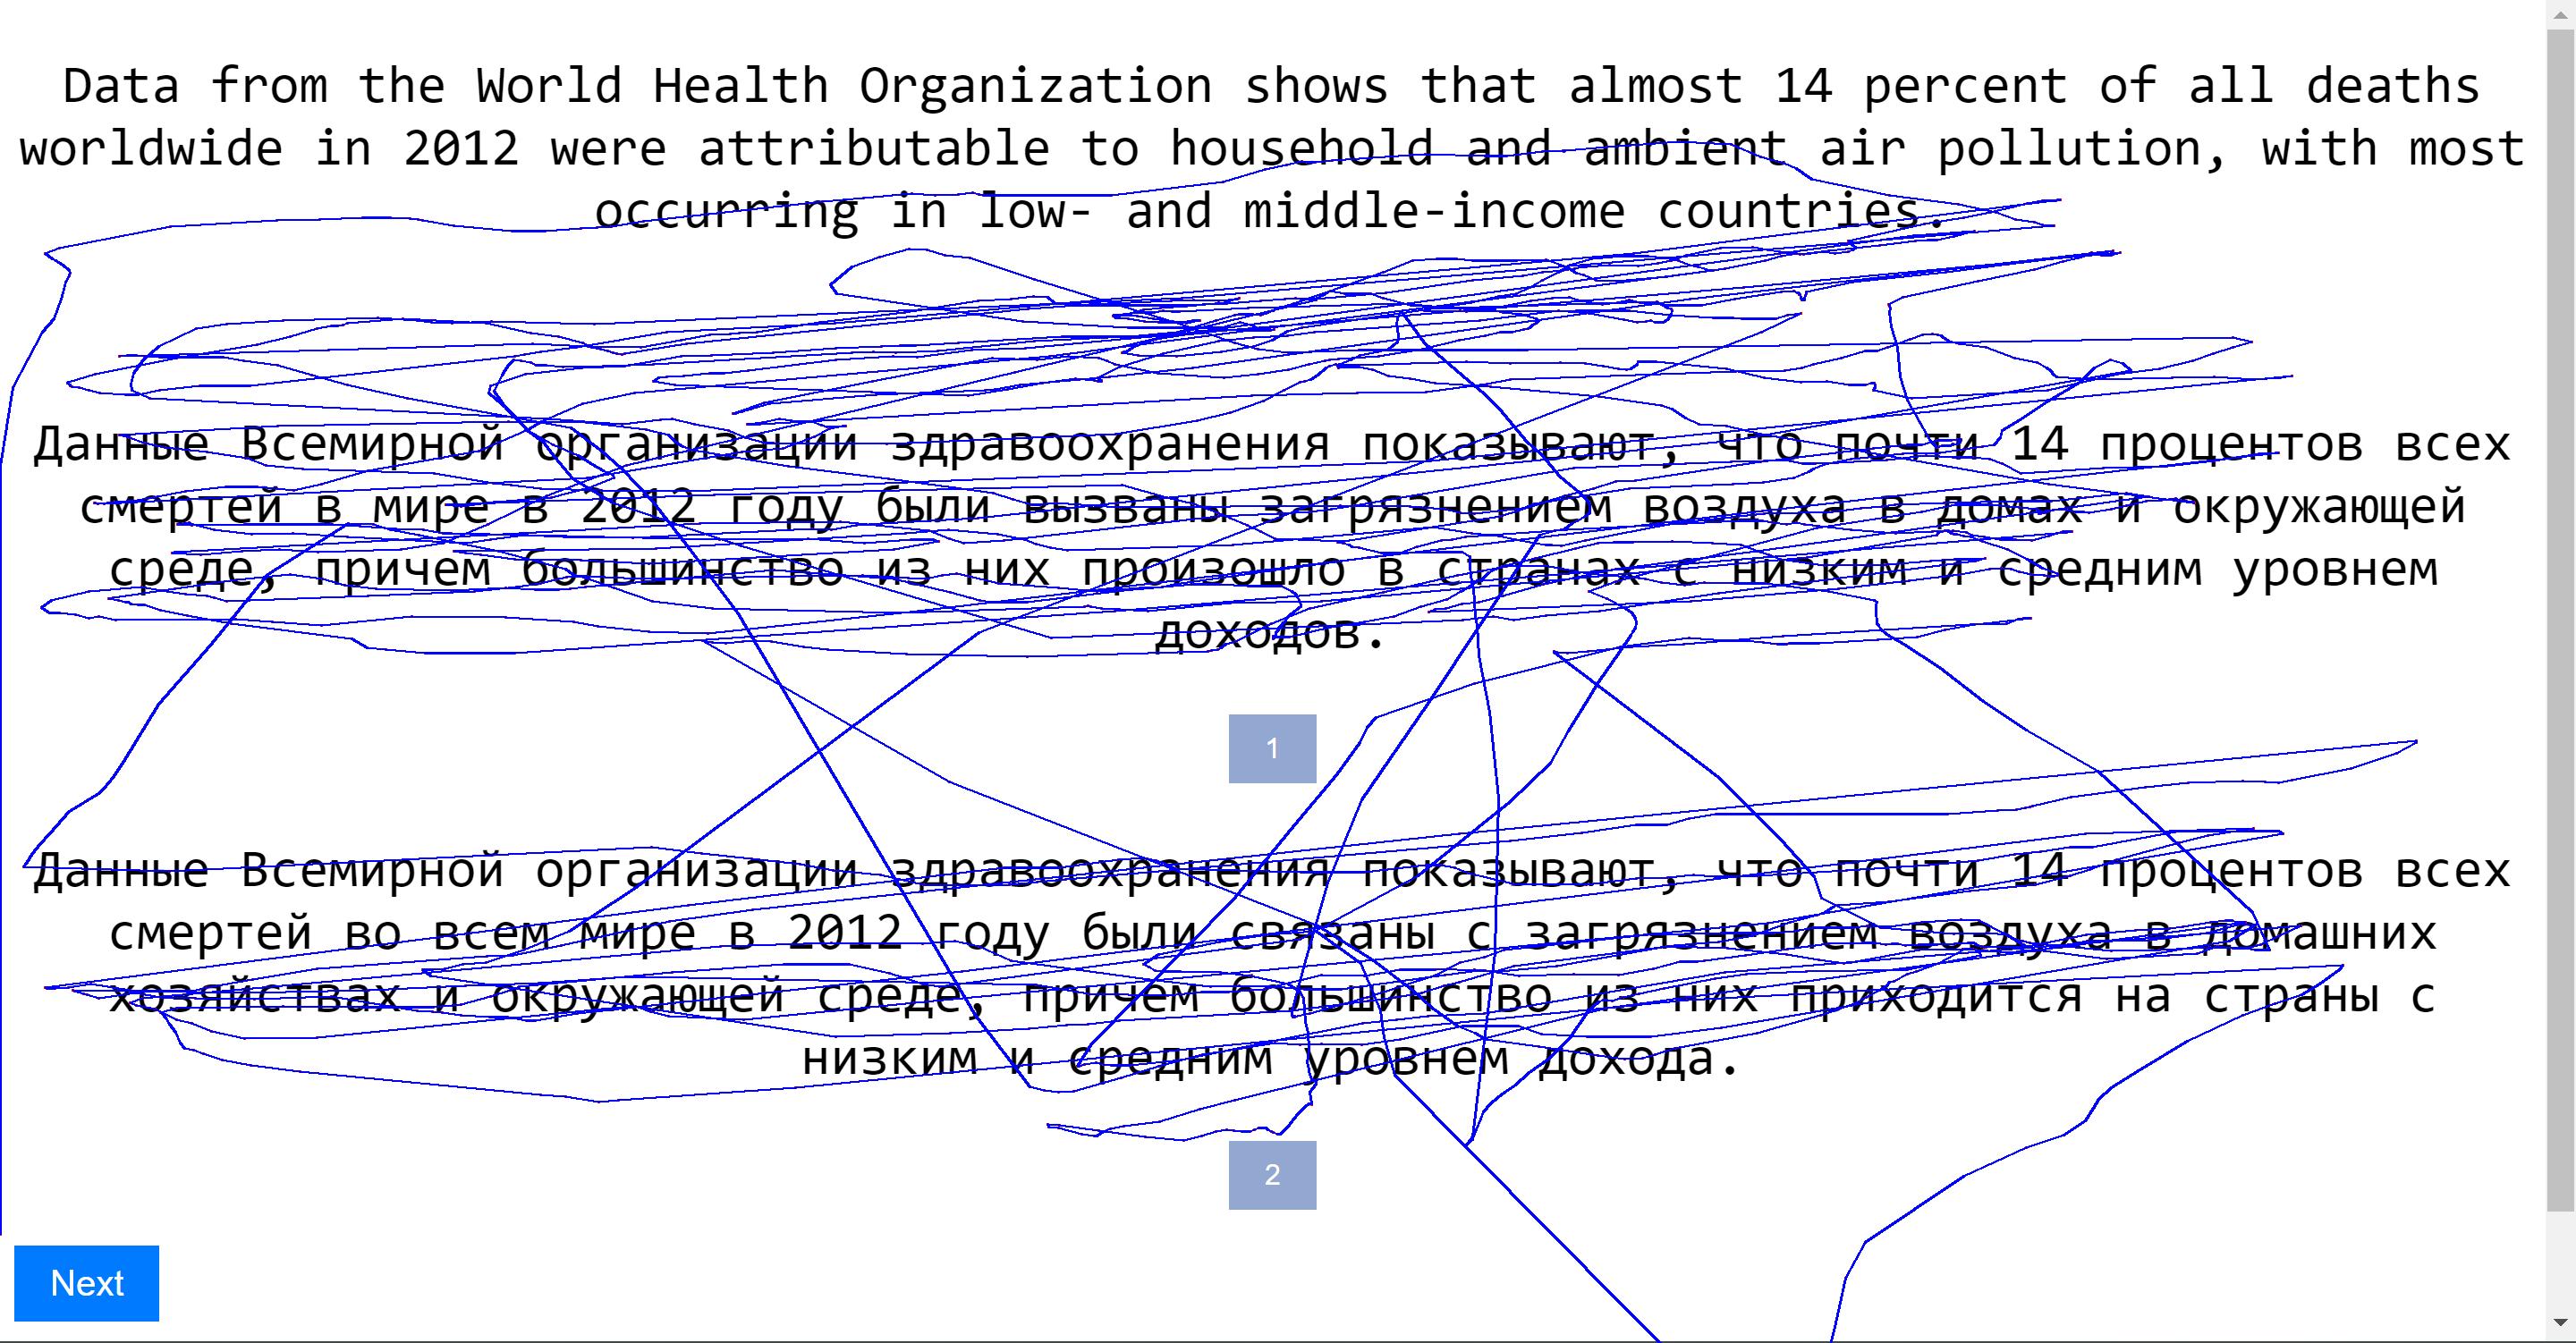 Data from the World Health Organization shows that almost 14 percent of all deaths
worldwide in 2012 were attributable to household and ambient air pollution, with most
occurring in low- and middle-income countries.
Данные Всемирной организации здравоохранения показывают, что почти 14 процентов всех
смертей в мире в 2012 году были вызваны загрязнением воздуха в домах и окружающей
среде, причем большинство из них произошло в странах с низким и средним уровнем
доходов.
1
Данные Всемирной организации здравоохранения показывают, что почти 14 процентов всех
смертей во всем мире в 2012 году были связаны с загрязнением воздуха в домашних
хозяйствах и окружающей среде, причем большинство из них приходится на страны с
низким и средним уровнем дохода.
2
Next